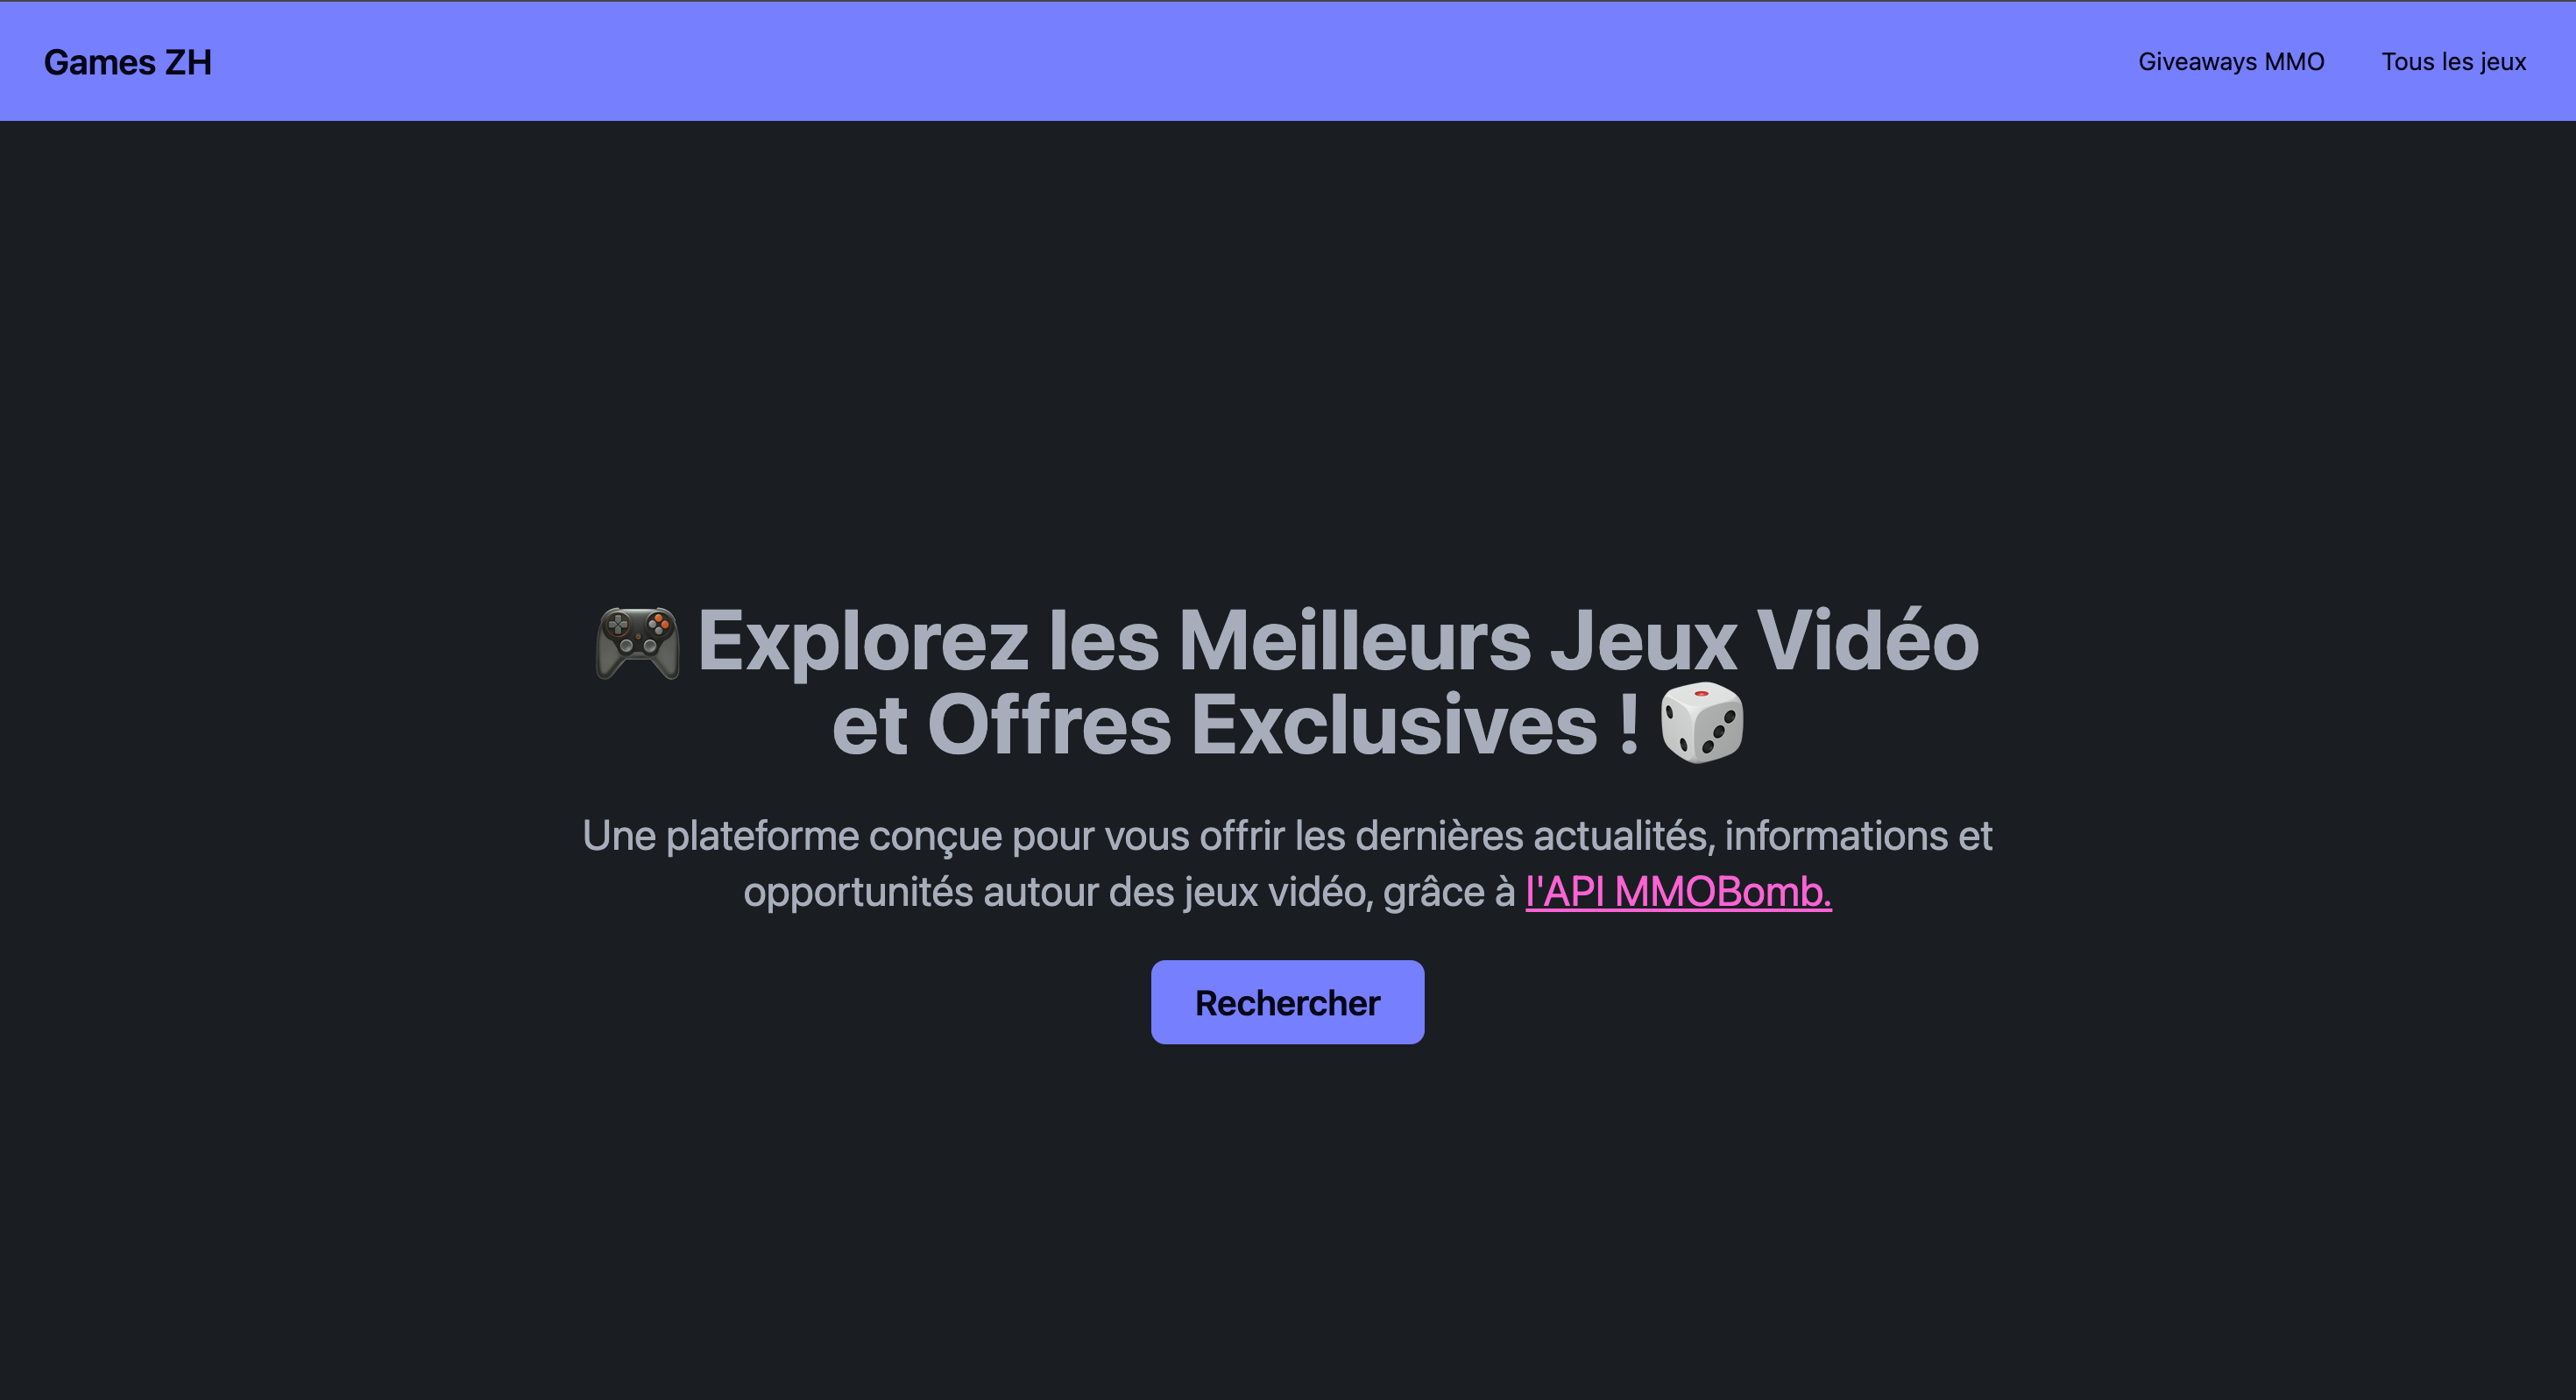 Games ZH
Giveaways MMO
Tous les jeux
🎮 Explorez les Meilleurs Jeux Vidéo
et Offres Exclusives ! 🎲
Une plateforme conçue pour vous offrir les dernières actualités, informations et
opportunités autour des jeux vidéo, grâce à l'API MMOBomb.
Rechercher